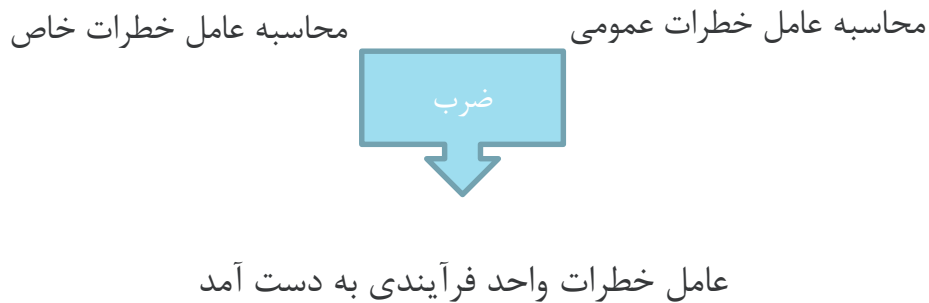 محاسبه عامل خطرات عمومی
محاسبه عامل خطرات خاص
ضرب
عامل خطرات واحد فرآیندی به دست آمد